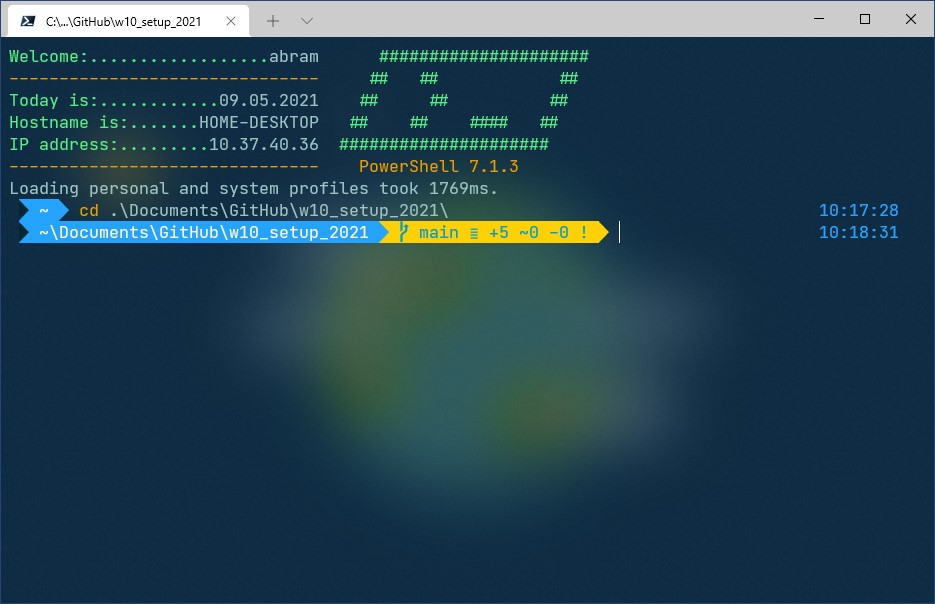 C:\...\GitHub\w10_setup_2021
Welcome:..................abram      #####################
-------------------------------     ##   ##            ##
Today is:............09.05.2021    ##     ##          ##
Hostname is:.......HOME-DESKTOP   ##    ##    ####   ##
IP address:.........10.37.40.36  #####################
-------------------------------    PowerShell 7.1.3
Loading personal and system profiles took 1769ms.
~ cd .\Documents\GitHub\w10_setup_2021\ 10:17:28
~\Documents\GitHub\w10_setup_2021 main ≡ +5 ~0 -0 ! 10:18:31